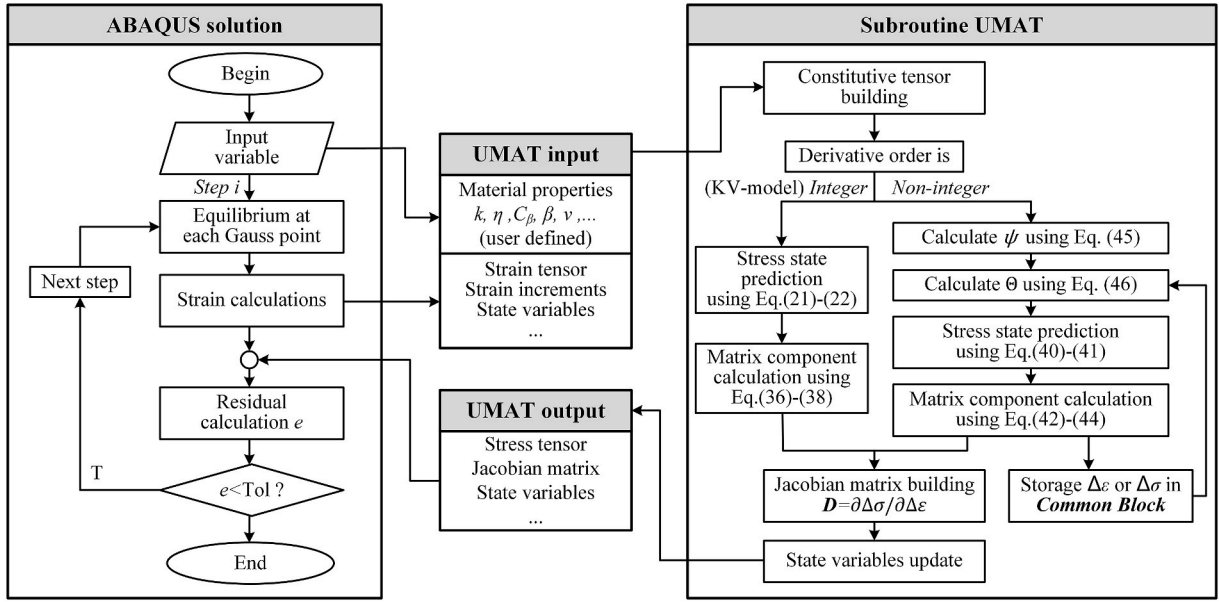 ABAQUS solution
Begin
Input
variable
Step i
Equilibrium at
each Gauss point
Next step
Strain calculations
Residual
calculation e
T
e<Tol ?
End
UMAT input
Material properties
k, η ,Cβ, β, ν ,...
(user defined)
Strain tensor
Strain increments
State variables
...
UMAT output
Stress tensor
Jacobian matrix
State variables
...
Subroutine UMAT
Constitutive tensor
building
Derivative order is
(KV-model) Integer
Non-integer
Stress state
prediction
using Eq.(21)-(22)
Matrix component
calculation using
Eq.(36)-(38)
Calculate ψ using Eq. (45)
Calculate Θ using Eq. (46)
Stress state prediction
using Eq.(40)-(41)
Matrix component calculation
using Eq.(42)-(44)
Jacobian matrix building
D=∂Δσ/∂Δε
Storage Δε or Δσ in
Common Block
State variables update